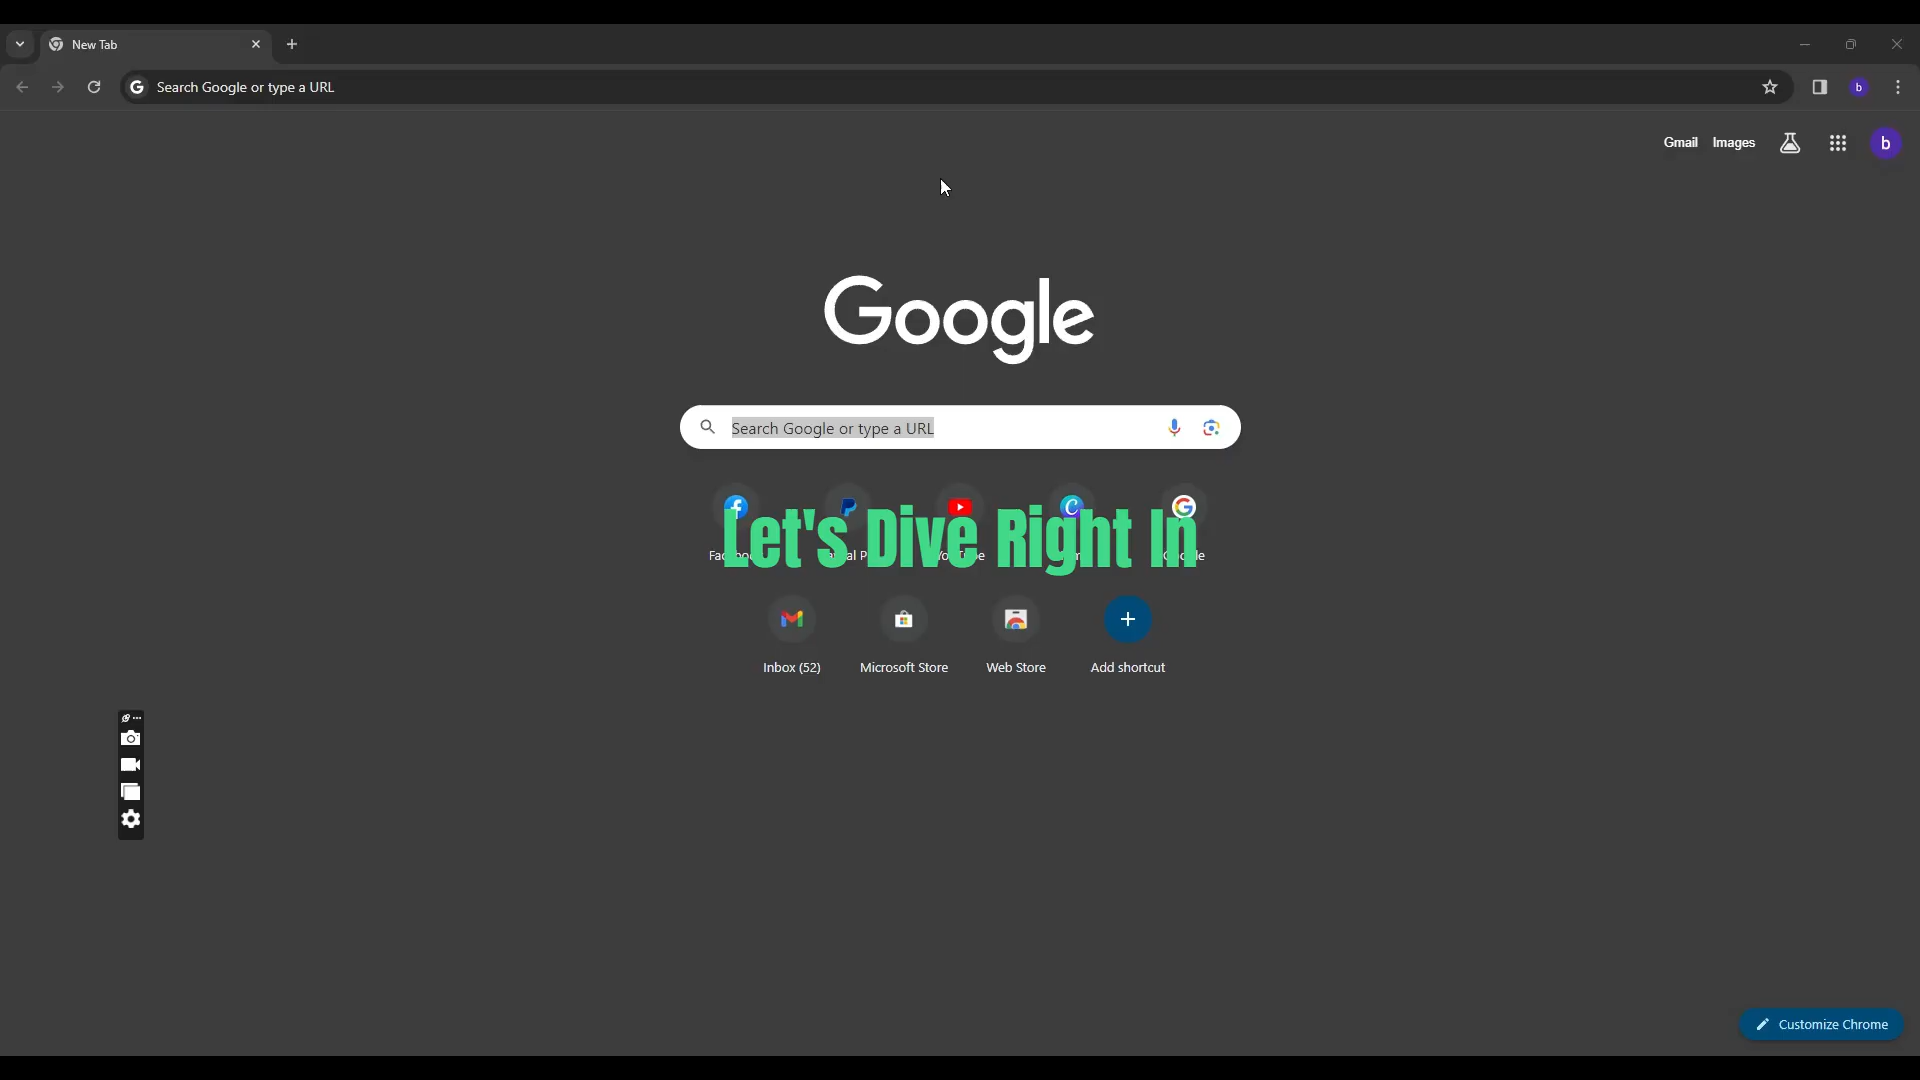 New Tab
Search Google or type a URL
Gmail Images
b
b
Google
Search Google or type a URL
Let's Dive Right In
Inbox (52) Microsoft Store Web Store Add shortcut
Customize Chrome